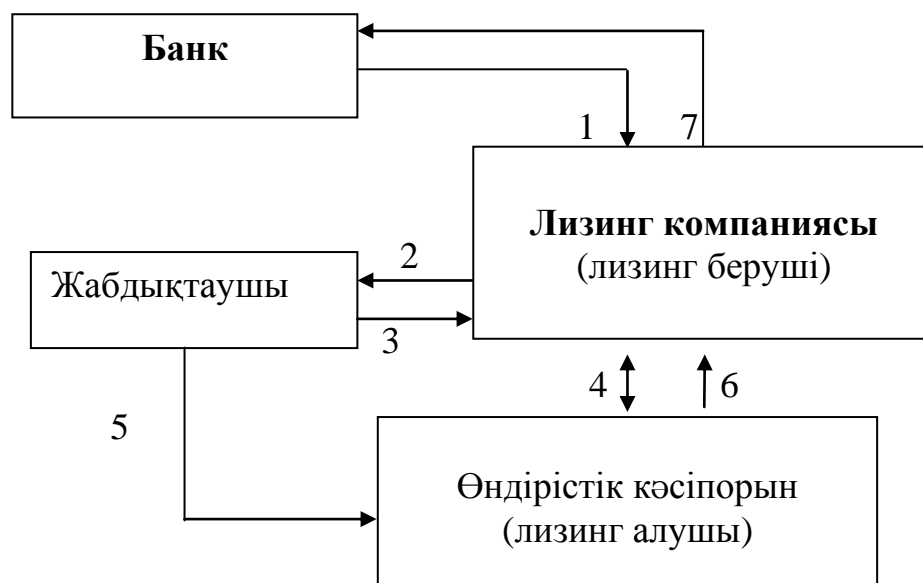 Банк
1
7
Лизинг компаниясы
(лизинг беруші)
2
Жабдықтаушы
3
4
6
5
Өндірістік кәсіпорын
(лизинг алушы)